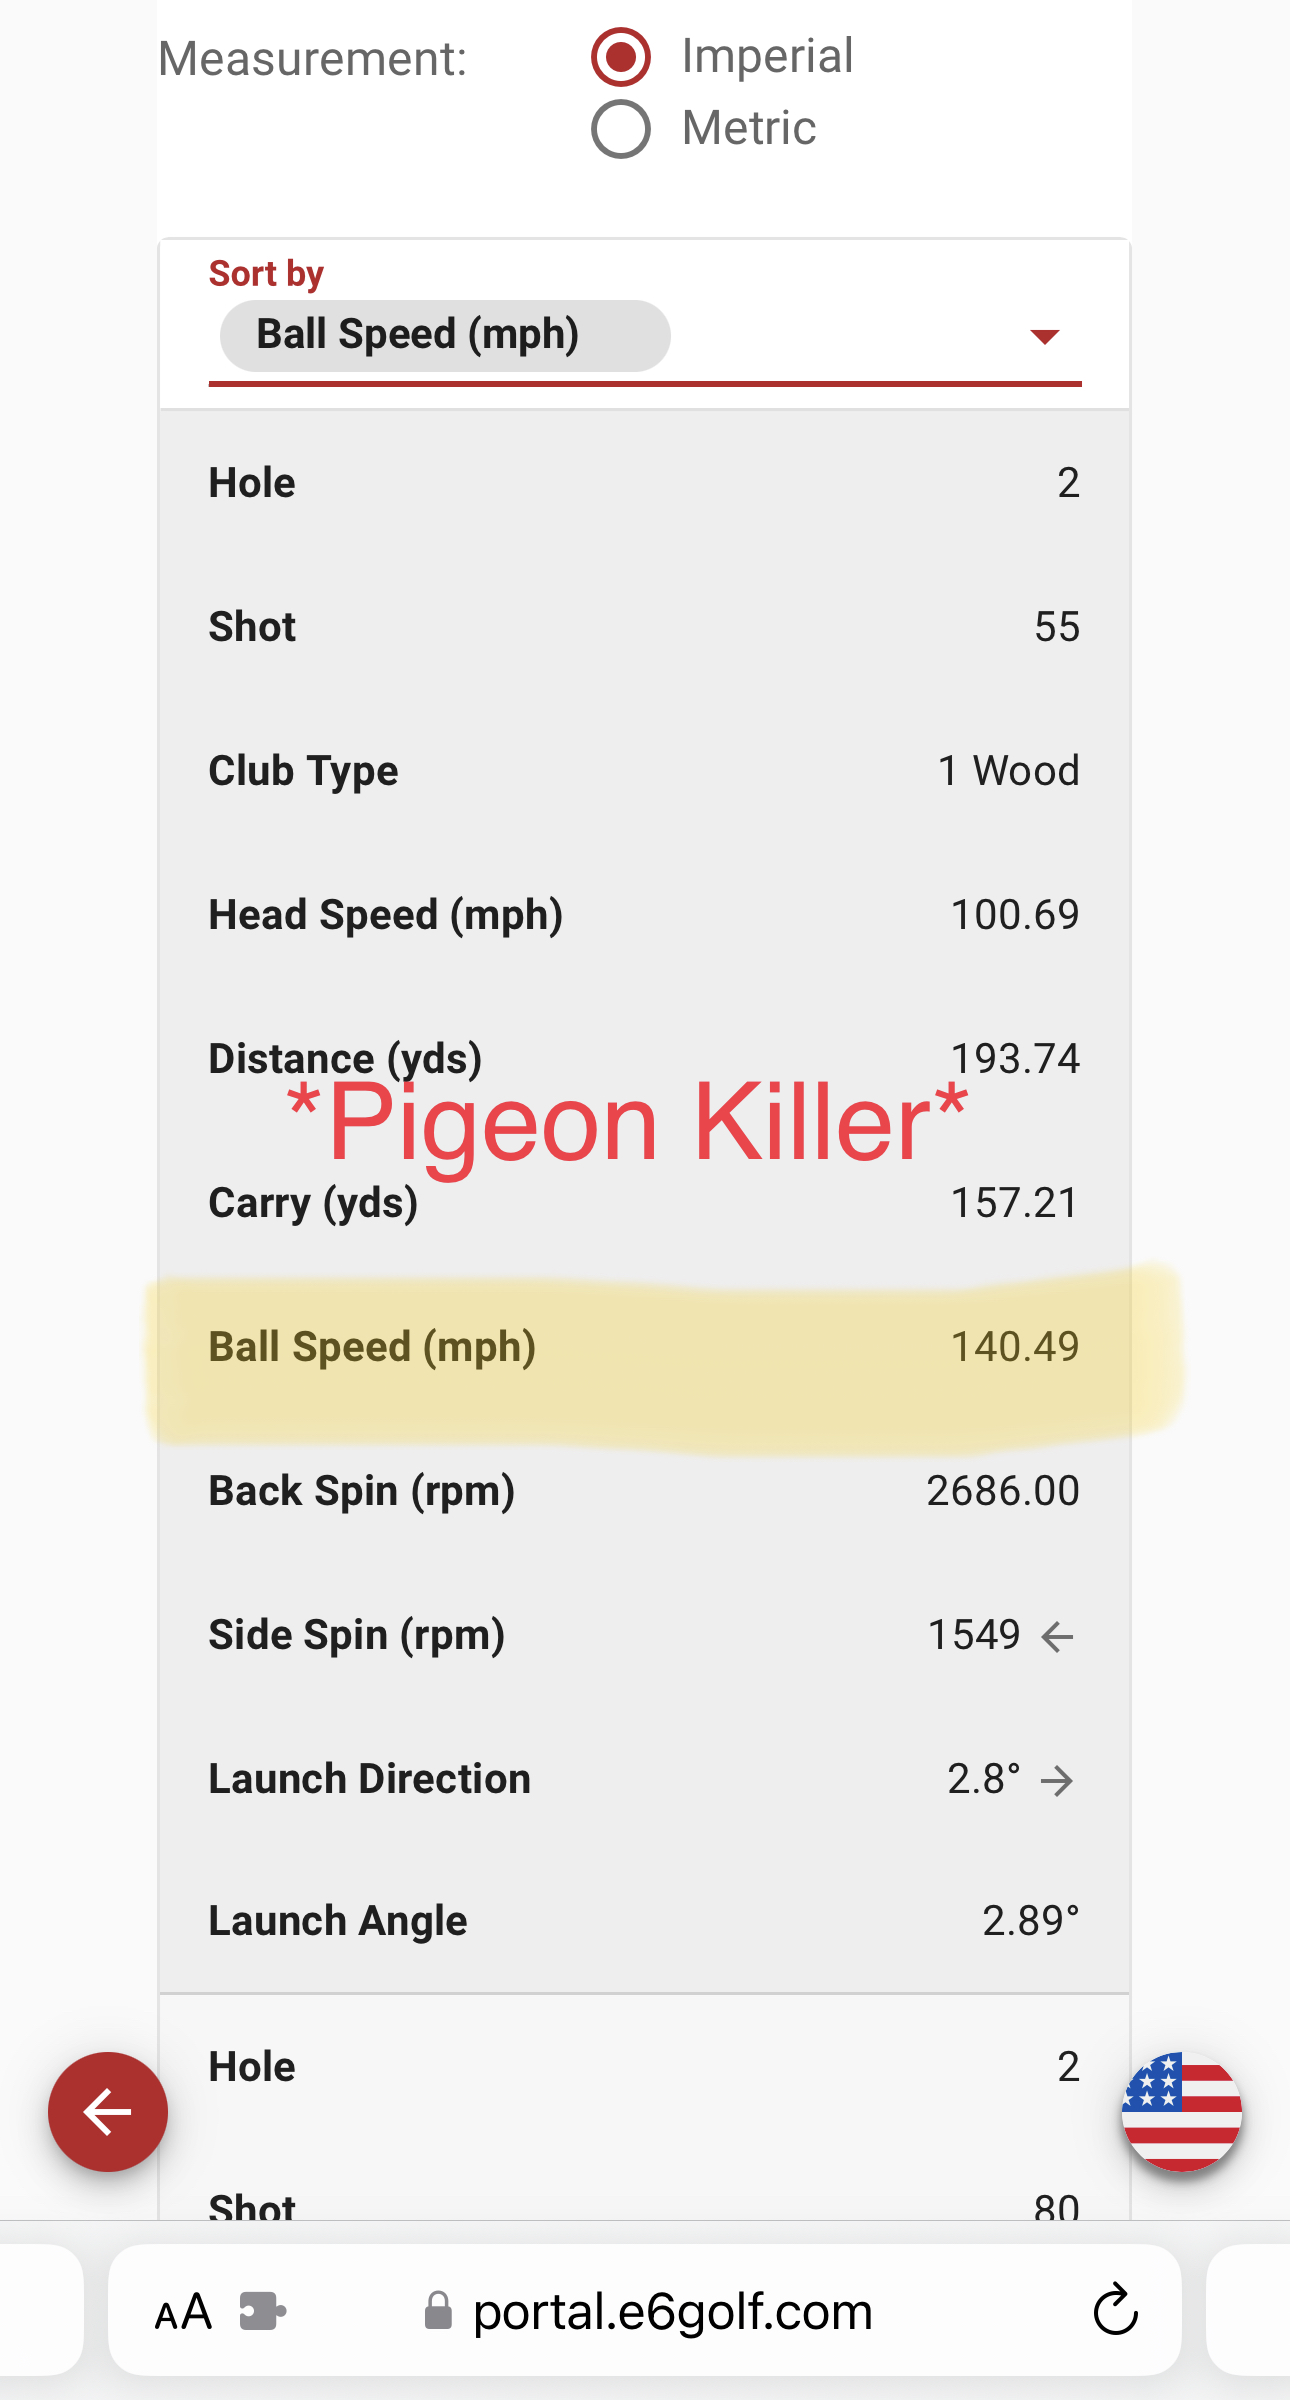 Measurement: Imperial
Metric
Sort by
Ball Speed (mph)
Hole 2
Shot 55
Club Type 1 Wood
Head Speed (mph) 100.69
Distance (yds) 193.74
*Pigeon Killer*
Carry (yds) 157.21
Ball Speed (mph) 140.49
Back Spin (rpm) 2686.00
Side Spin (rpm) 1549 ←
Launch Direction 2.8° →
Launch Angle 2.89°
Hole 2
Shot 80
AA portal.e6golf.com